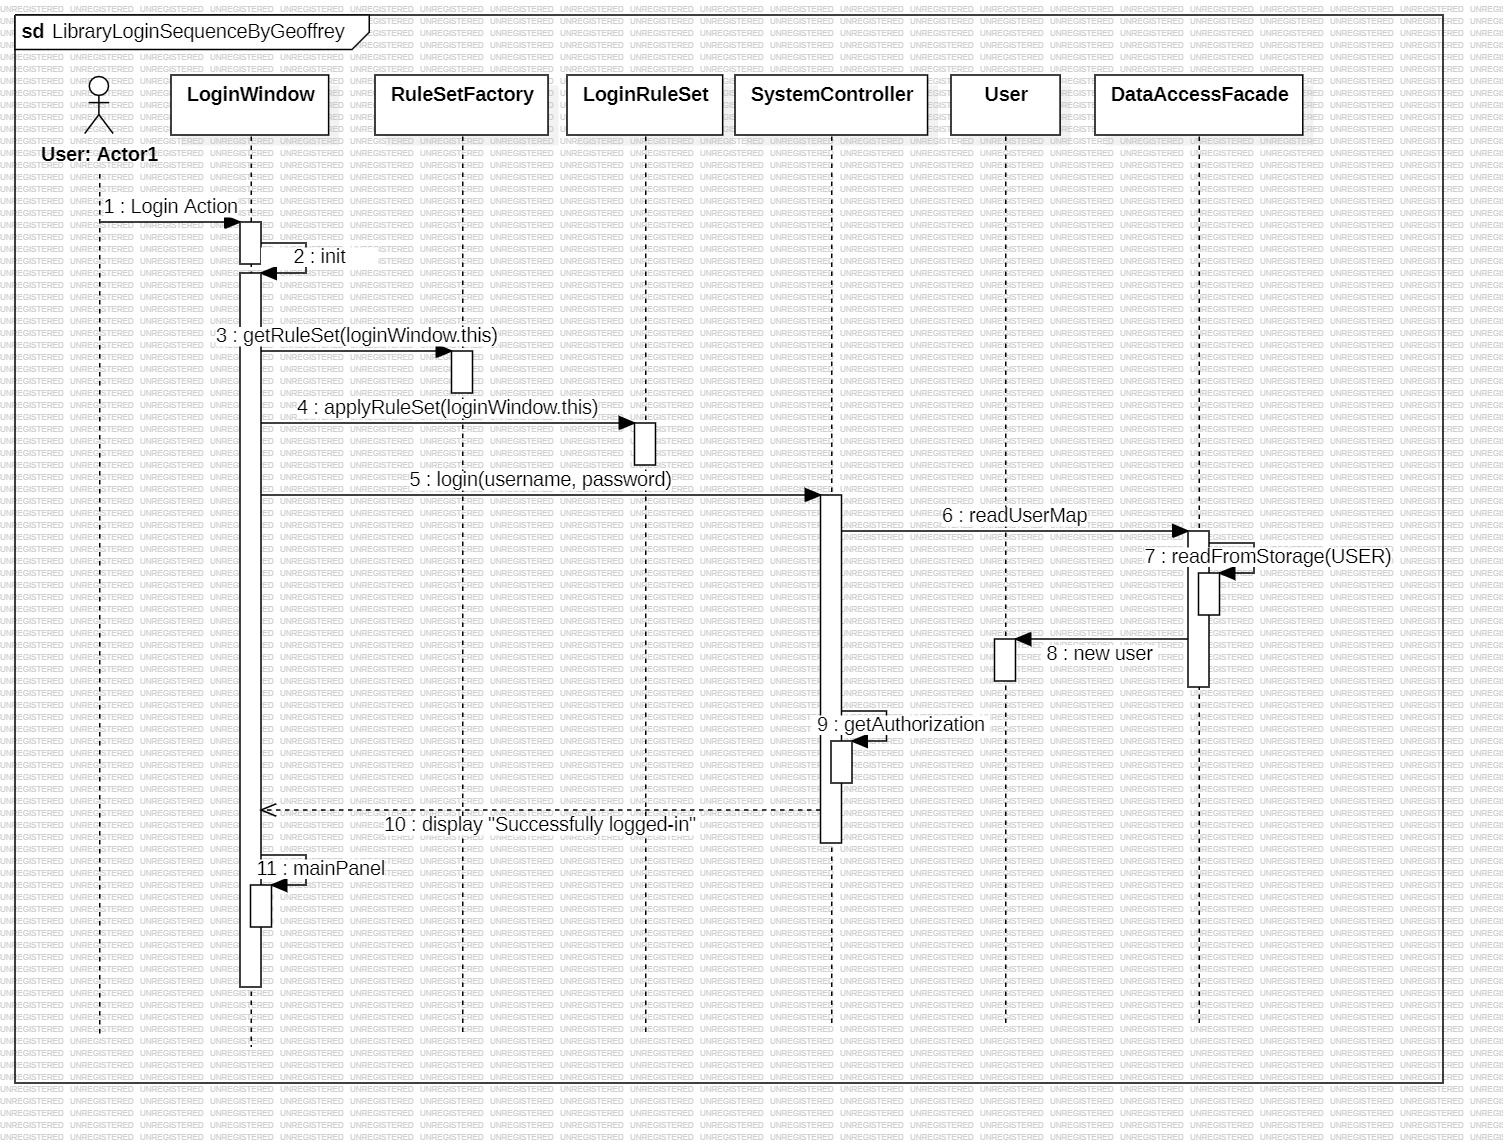 sd LibraryLoginSequenceByGeoffrey
LoginWindow
RuleSetFactory
LoginRuleSet
SystemController
User
DataAccessFacade
User: Actor1
1 : Login Action
2 : init
3 : getRuleSet(loginWindow.this)
4 : applyRuleSet(loginWindow.this)
5 : login(username, password)
6 : readUserMap
7 : readFromStorage(USER)
8 : new user
9 : getAuthorization
10 : display "Successfully logged-in"
11 : mainPanel
UNREGISTERED